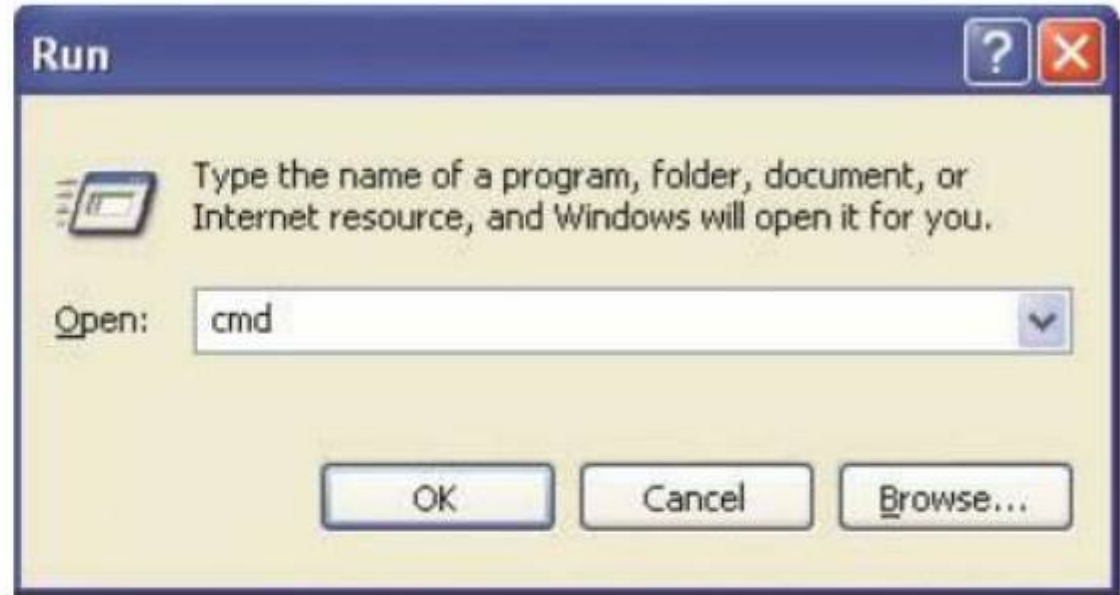 Run
Type the name of a program, folder, document, or
Internet resource, and Windows will open it for you.
Open: cmd
OK Cancel Browse...